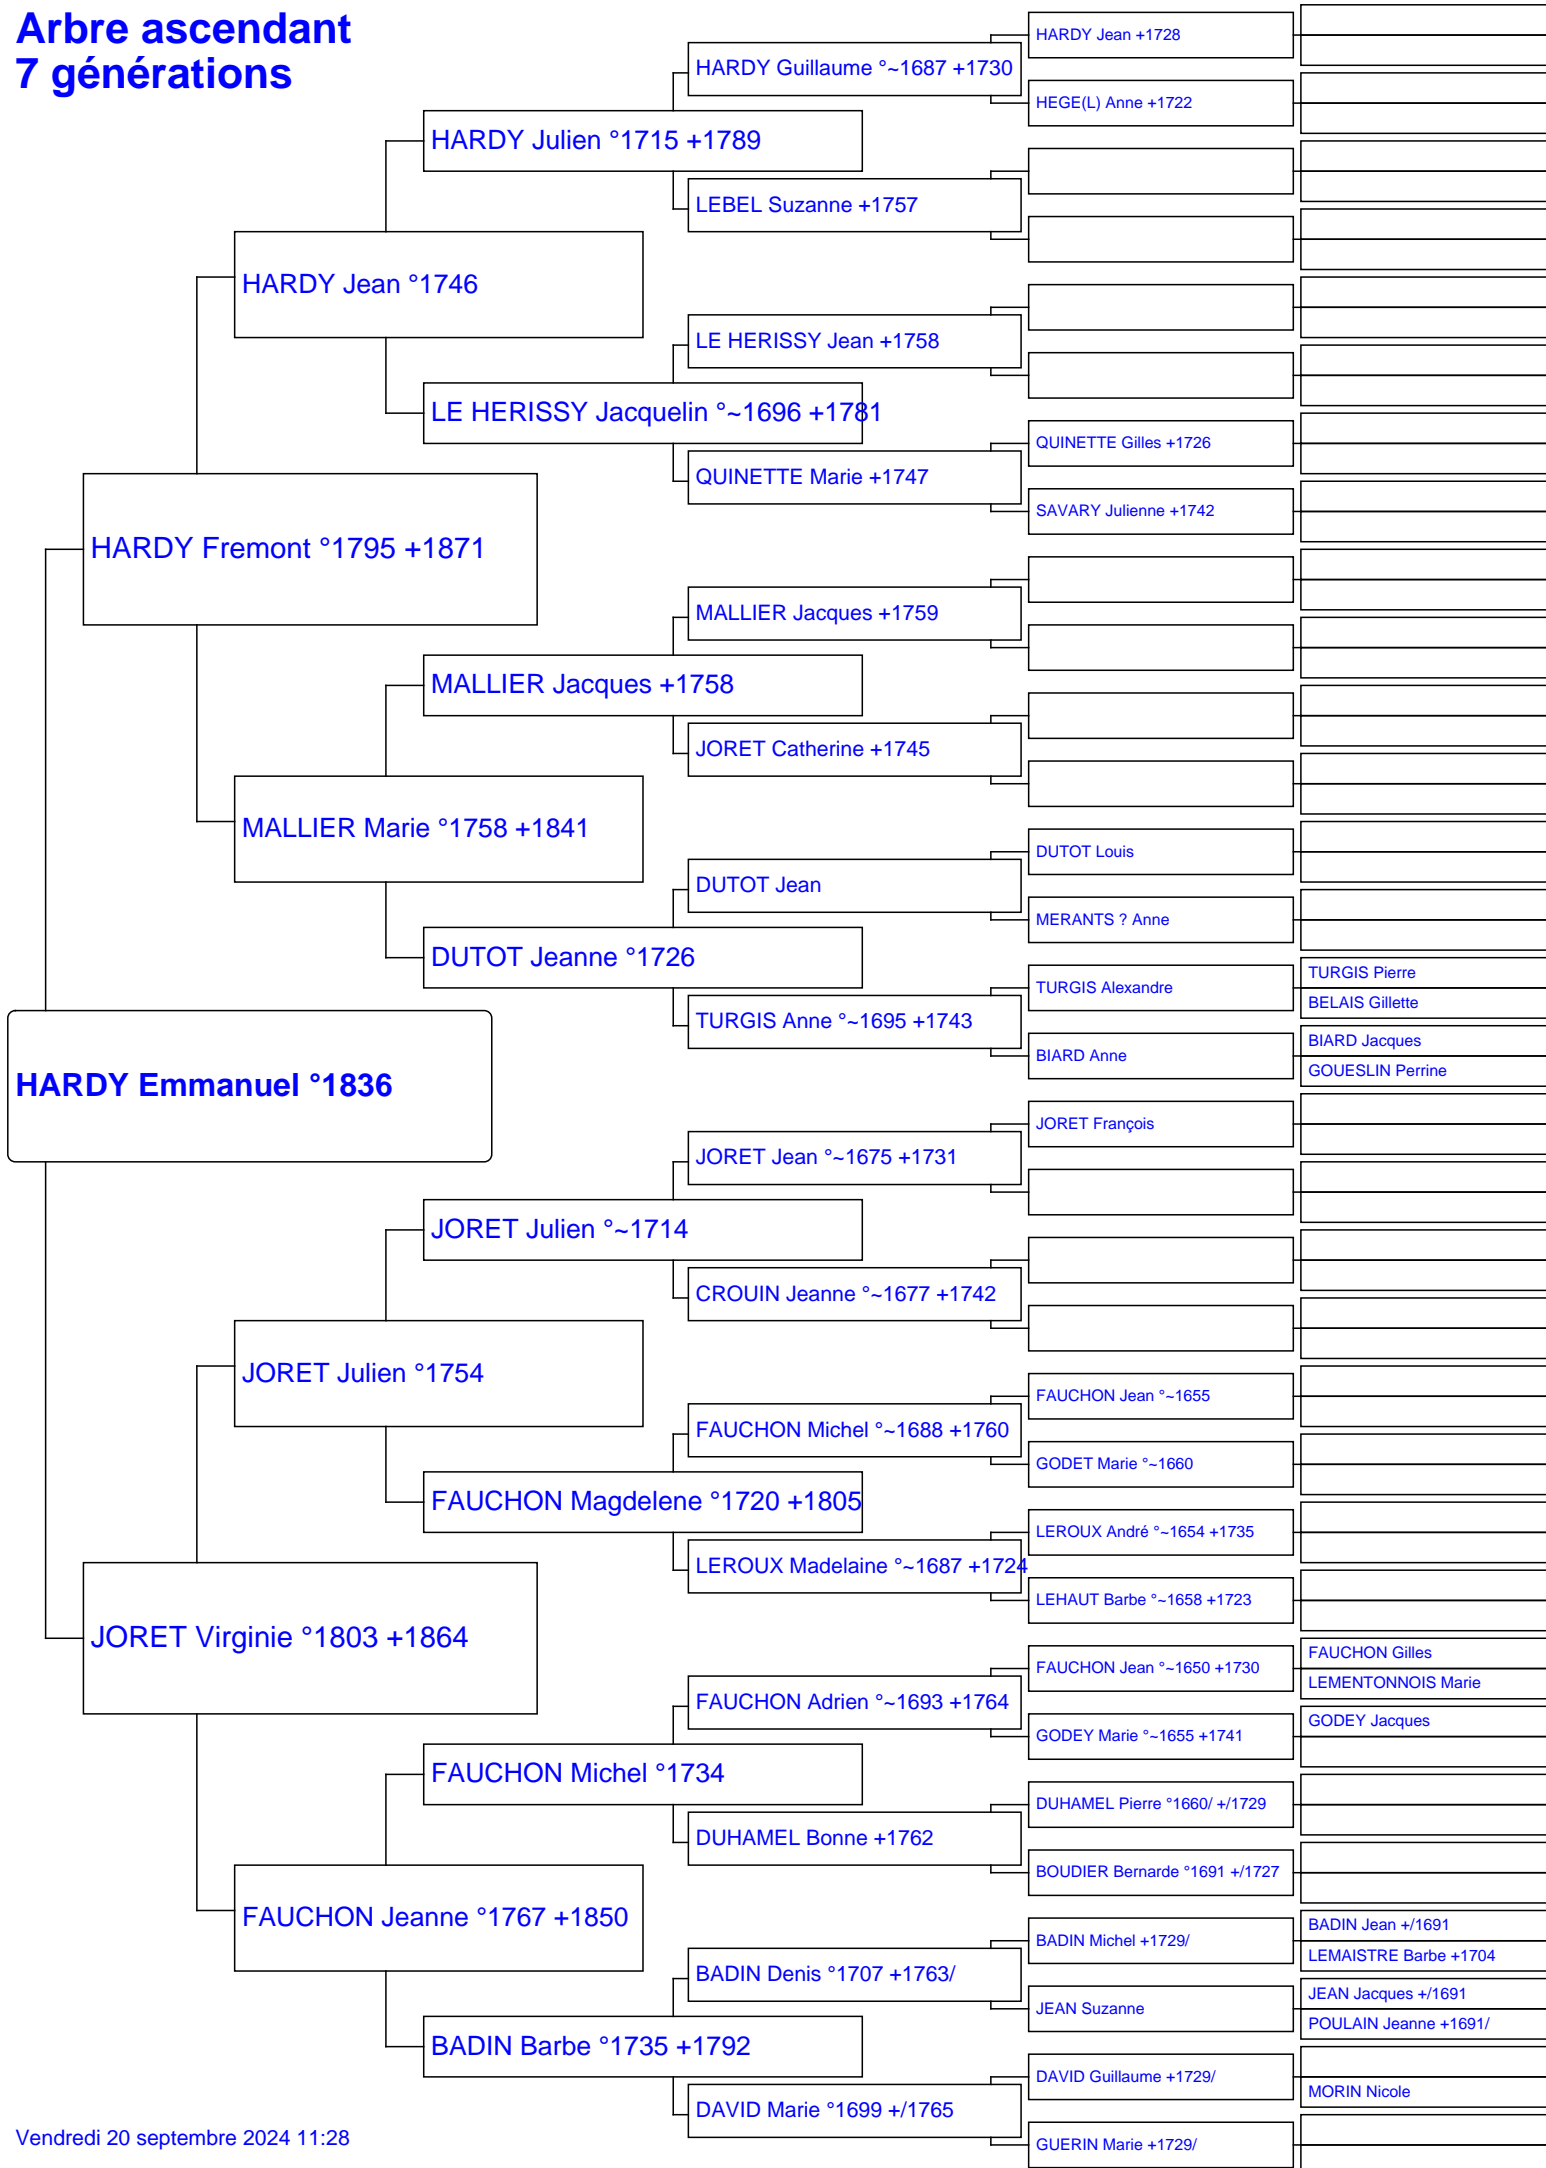 Arbre ascendant
7 générations
HARDY Jean +1728
HARDY Guillaume °~1687 +1730
HEGE(L) Anne +1722
HARDY Julien °1715 +1789
LEBEL Suzanne +1757
HARDY Jean °1746
LE HERISSY Jean +1758
LE HERISSY Jacquelin °~1696 +1781
QUINETTE Gilles +1726
QUINETTE Marie +1747
SAVARY Julienne +1742
HARDY Fremont °1795 +1871
MALLIER Jacques +1759
MALLIER Jacques +1758
JORET Catherine +1745
MALLIER Marie °1758 +1841
DUTOT Louis
DUTOT Jean
MERANTS ? Anne
DUTOT Jeanne °1726
TURGIS Pierre
TURGIS Alexandre
BELAIS Gillette
TURGIS Anne °~1695 +1743
BIARD Jacques
BIARD Anne
GOUESLIN Perrine
HARDY Emmanuel °1836
JORET François
JORET Jean °~1675 +1731
JORET Julien °~1714
CROUIN Jeanne °~1677 +1742
JORET Julien °1754
FAUCHON Jean °~1655
FAUCHON Michel °~1688 +1760
GODET Marie °~1660
FAUCHON Magdelene °1720 +1805
LEROUX André °~1654 +1735
LEROUX Madelaine °~1687 +1724
LEHAUT Barbe °~1658 +1723
JORET Virginie °1803 +1864
FAUCHON Gilles
FAUCHON Jean °~1650 +1730
LEMENTONNOIS Marie
FAUCHON Adrien °~1693 +1764
GODEY Jacques
GODEY Marie °~1655 +1741
FAUCHON Michel °1734
DUHAMEL Pierre °1660/ +/1729
DUHAMEL Bonne +1762
BOUDIER Bernarde °1691 +/1727
FAUCHON Jeanne °1767 +1850
BADIN Jean +/1691
BADIN Michel +1729/
LEMAISTRE Barbe +1704
BADIN Denis °1707 +1763/
JEAN Jacques +/1691
JEAN Suzanne
POULAIN Jeanne +1691/
BADIN Barbe °1735 +1792
DAVID Guillaume +1729/
MORIN Nicole
DAVID Marie °1699 +/1765
GUERIN Marie +1729/
Vendredi 20 septembre 2024 11:28